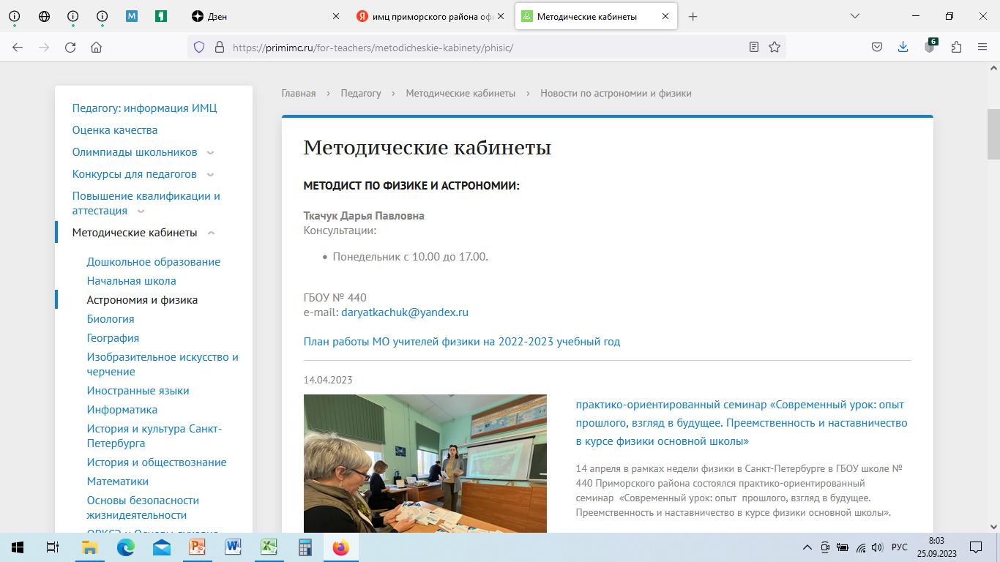 Дзен
имц приморского района оф
Методические кабинеты
https://primimc.ru/for-teachers/metodicheskie-kabinety/phisic/
6
Педагогу: информация ИМЦ
Оценка качества
Олимпиады школьников
Конкурсы для педагогов
Повышение квалификации и
аттестация
Методические кабинеты
Дошкольное образование
Начальная школа
Астрономия и физика
Биология
География
Изобразительное искусство и
черчение
Иностранные языки
Информатика
История и культура Санкт-
Петербурга
История и обществознание
Математики
Основы безопасности
жизнедеятельности
Главная › Педагогу › Методические кабинеты › Новости по астрономии и физики
Методические кабинеты
МЕТОДИСТ ПО ФИЗИКЕ И АСТРОНОМИИ:
Ткачук Дарья Павловна
Консультации:
• Понедельник с 10.00 до 17.00.
ГБОУ № 440
e-mail: daryatkachuk@yandex.ru
План работы МО учителей физики на 2022-2023 учебный год
14.04.2023
практико-ориентированный семинар «Современный урок: опыт
прошлого, взгляд в будущее. Преемственность и наставничество
в курсе физики основной школы»
14 апреля в рамках недели физики в Санкт-Петербурге в ГБОУ школе №
440 Приморского района состоялся практико-ориентированный
семинар «Современный урок: опыт прошлого, взгляд в будущее.
Преемственность и наставничество в курсе физики основной школы».
РУС
8:03
25.09.2023